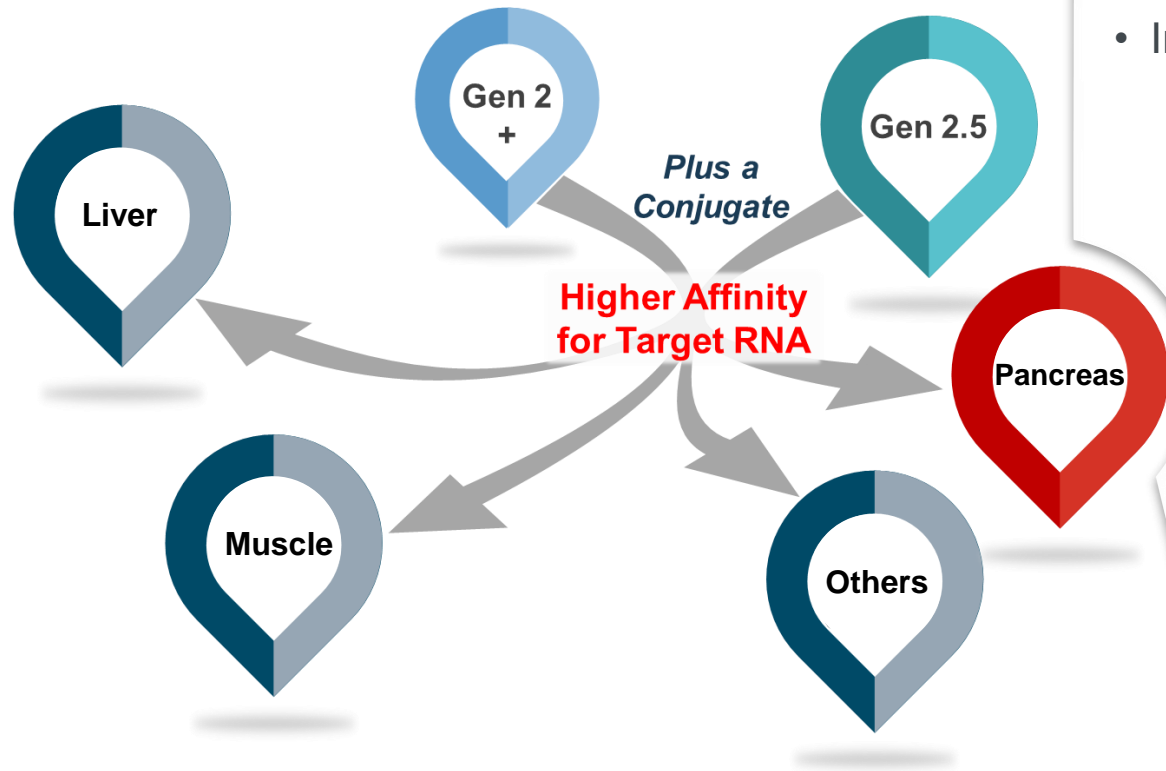 Gen 2
+
Gen 2.5
Plus a
Conjugate
Liver
Higher Affinity
for Target RNA
Pancreas
Muscle
Others